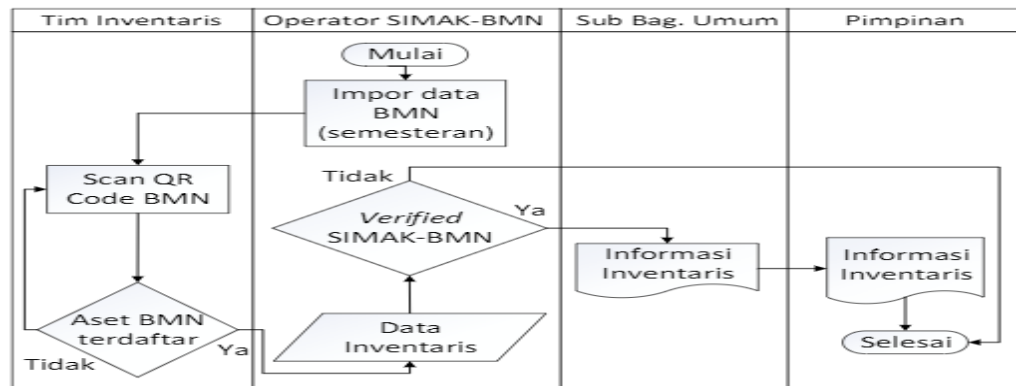 Tim Inventaris
Operator SIMAK-BMN
Sub Bag. Umum
Pimpinan
Mulai
Impor data
BMN
(semesteran)
Scan QR
Code BMN
Tidak
Verified
SIMAK-BMN
Ya
Informasi
Inventaris
Informasi
Inventaris
Aset BMN
terdaftar
Tidak
Ya
Data
Inventaris
Selesai